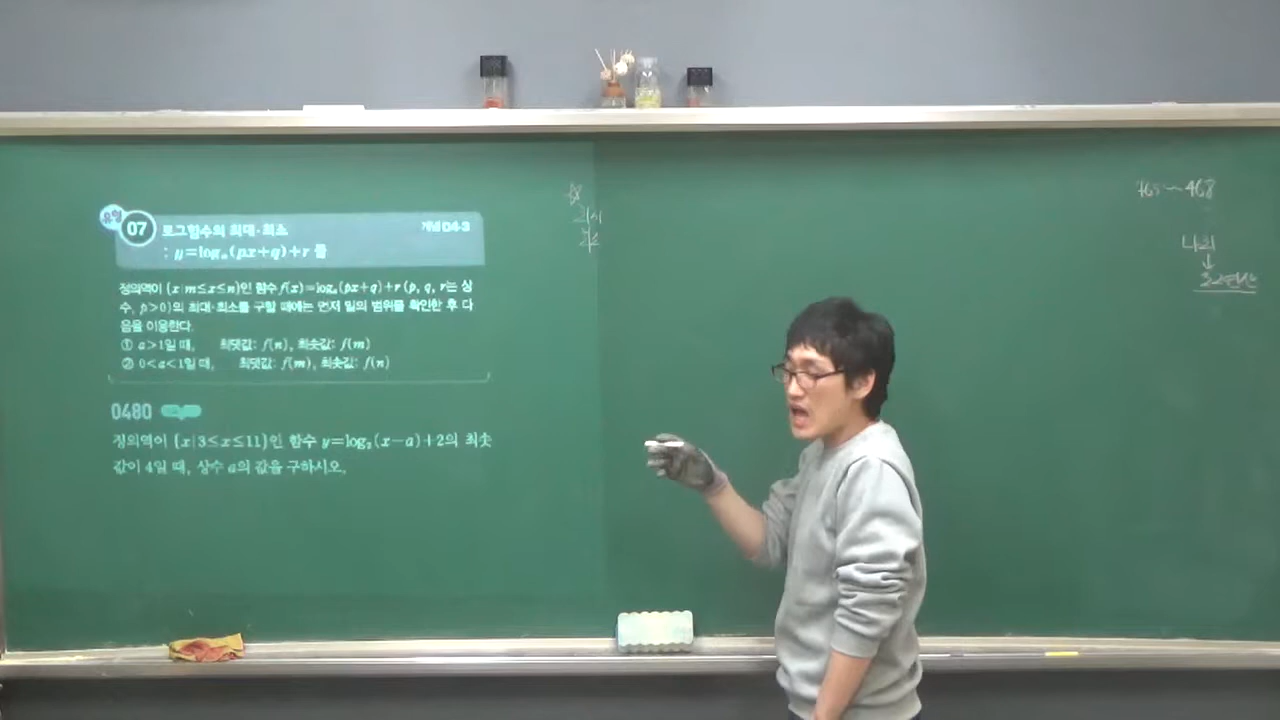 유형 07 로그함수의 최대·최소 개념 04-3
: y=logₐ(px+q)+r 꼴
정의역이 {x|m≤x≤n}인 함수 f(x)=logₐ(px+q)+r (p, q, r는 상
수, p>0)의 최대·최소를 구할 때에는 먼저 밑의 범위를 확인한 후 다
음을 이용한다.
① a>1일 때, 최댓값: f(n), 최솟값: f(m)
② 0<a<1일 때, 최댓값: f(m), 최솟값: f(n)
0480
정의역이 {x|3≤x≤11}인 함수 y=log₂(x-a)+2의 최솟
값이 4일 때, 상수 a의 값을 구하시오.
468